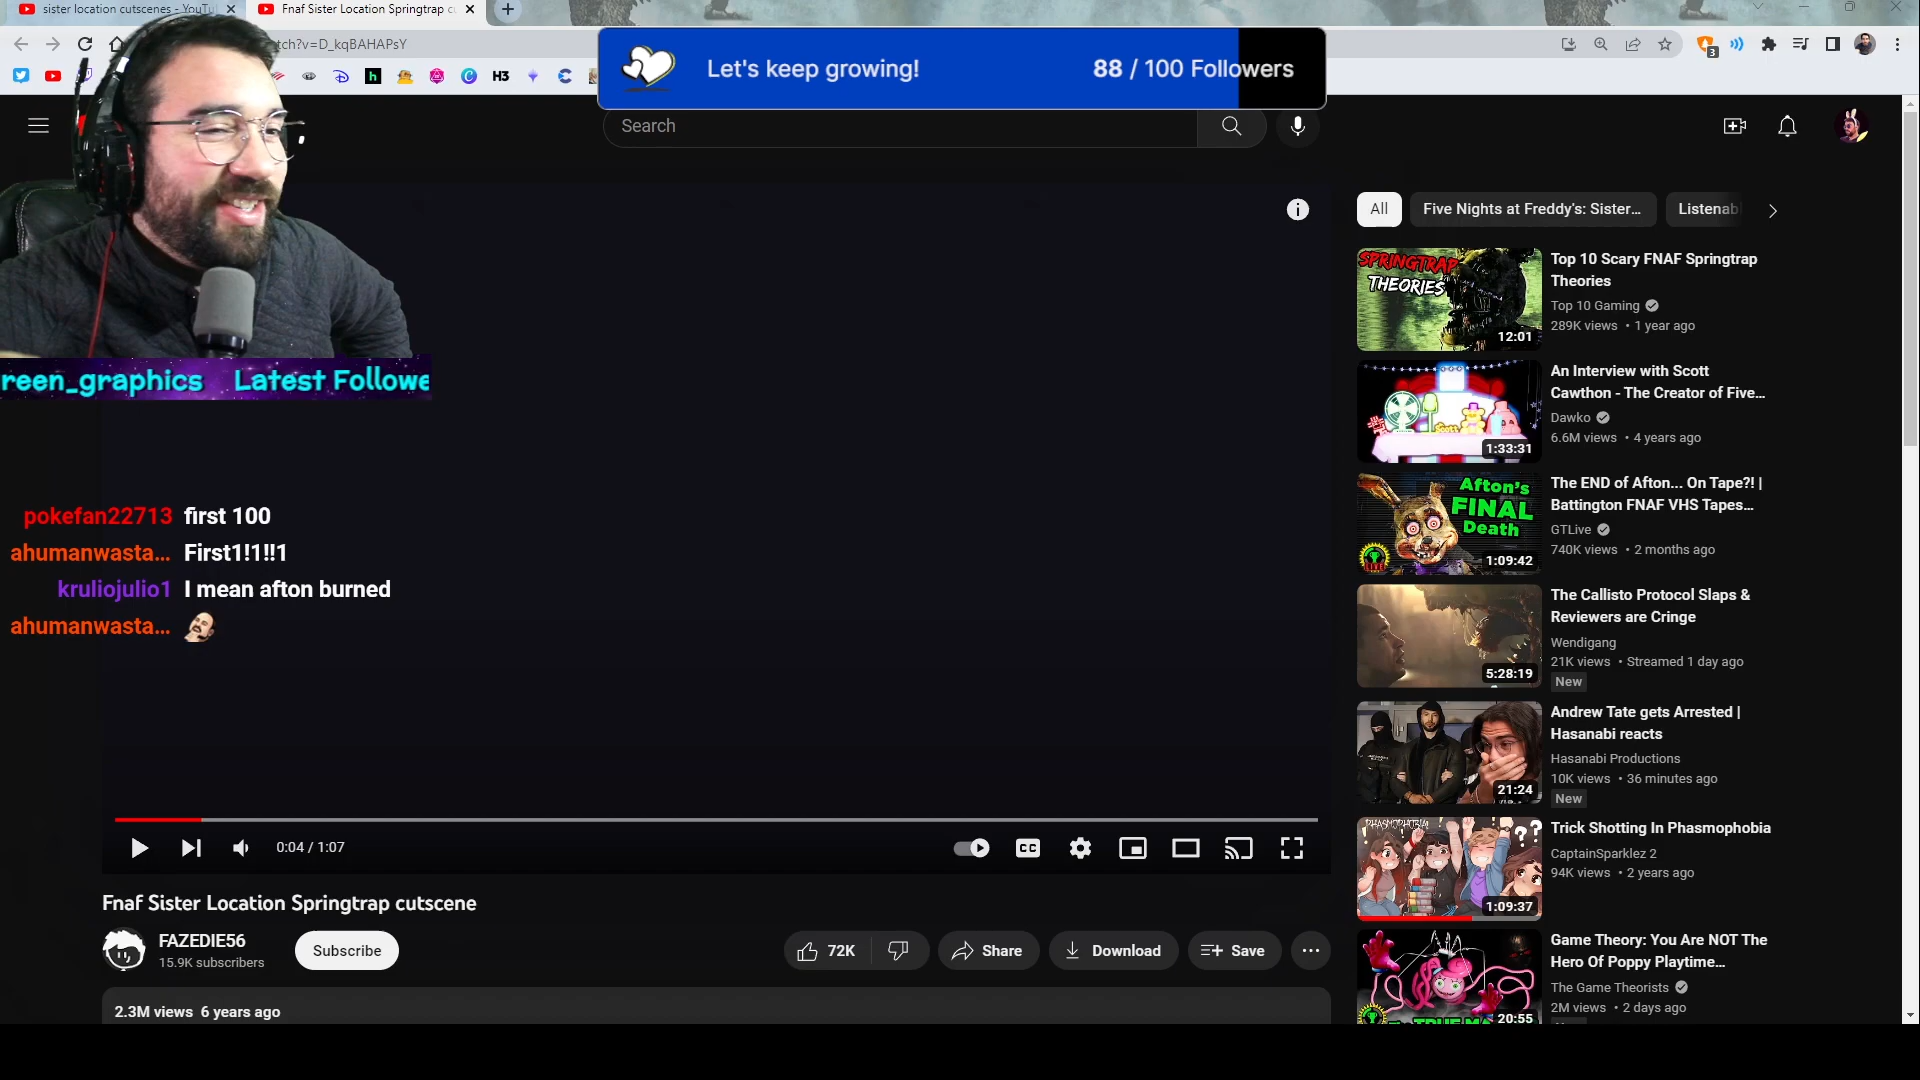 sister location cutscenes - YouTu
Fnaf Sister Location Springtrap cu
tch?v=D_kqBAHAPsY
3
H3
Let's keep growing!
88 / 100 Followers
Search
All
Five Nights at Freddy's: Sister...
Listenab
SPRINGTRAP
THEORIES
12:01
Top 10 Scary FNAF Springtrap
Theories
Top 10 Gaming
289K views • 1 year ago
1:33:31
An Interview with Scott
Cawthon - The Creator of Five...
Dawko
6.6M views • 4 years ago
reen_graphics Latest Followe
Afton's
FINAL
Death
LIVE
1:09:42
The END of Afton... On Tape?! |
Battington FNAF VHS Tapes...
GTLive
740K views • 2 months ago
pokefan22713 first 100
ahumanwasta... First1!1!!1
kruliojulio1 I mean afton burned
ahumanwasta...
5:28:19
The Callisto Protocol Slaps &
Reviewers are Cringe
Wendigang
21K views • Streamed 1 day ago
New
21:24
Andrew Tate gets Arrested |
Hasanabi reacts
Hasanabi Productions
10K views • 36 minutes ago
New
PHASMOPHOBIA
1:09:37
Trick Shotting In Phasmophobia
CaptainSparklez 2
94K views • 2 years ago
0:04 / 1:07
CC
Fnaf Sister Location Springtrap cutscene
FAZEDIE56
15.9K subscribers
Subscribe
72K
Share
Download
Save
2.3M views 6 years ago
20:55
Game Theory: You Are NOT The
Hero Of Poppy Playtime...
The Game Theorists
2M views • 2 days ago